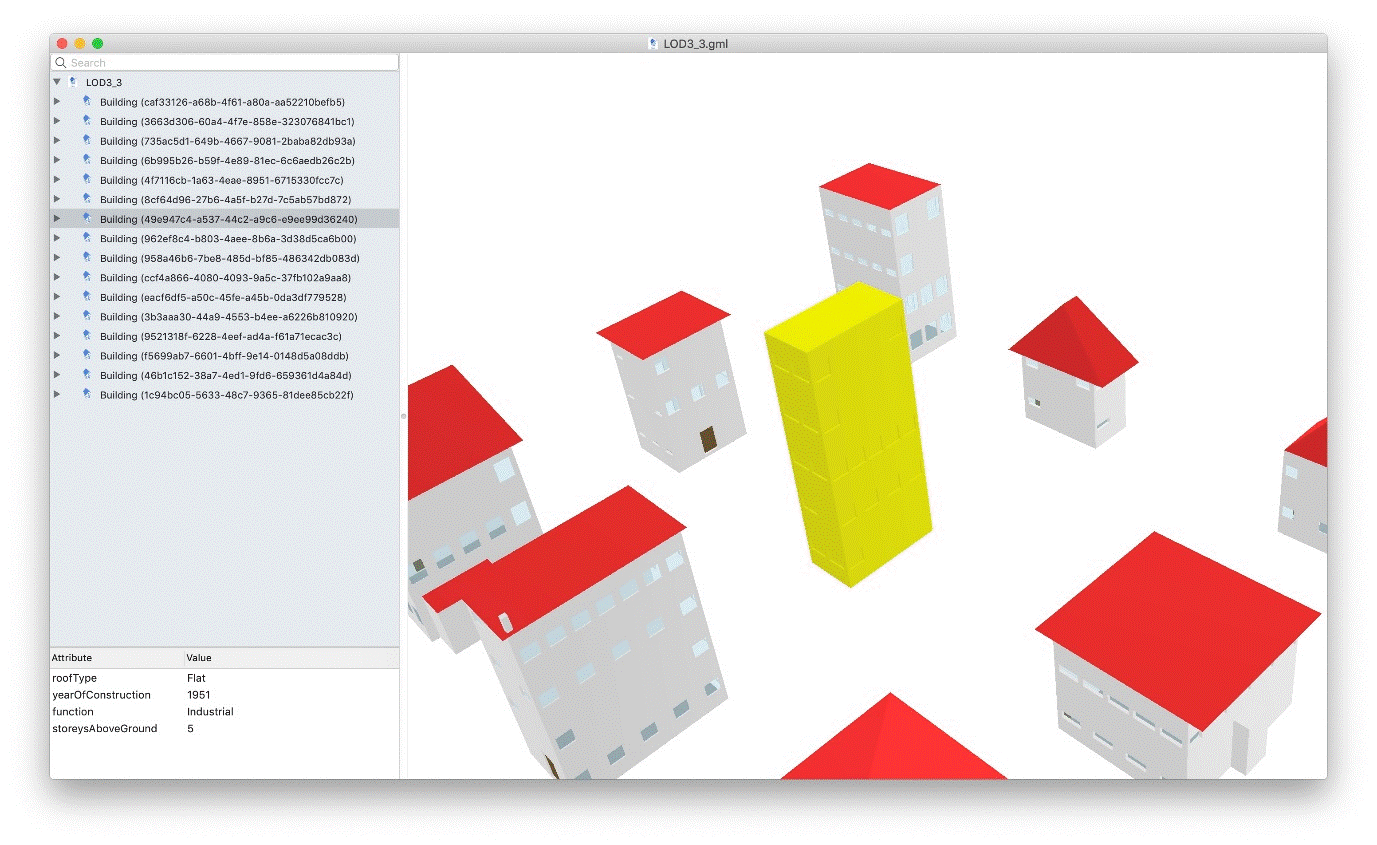 LOD3_3.gml
Search
LOD3_3
Building (caf33126-a68b-4f61-a80a-aa52210befb5)
Building (3663d306-60a4-4f7e-858e-323076841bc1)
Building (735ac5d1-649b-4667-9081-2baba82db93a)
Building (6b995b26-b59f-4e89-81ec-6c6aedb26c2b)
Building (4f7116cb-1a63-4eae-8951-6715330fcc7c)
Building (8cf64d96-27b6-4a5f-b27d-7c5ab57bd872)
Building (49e947c4-a537-44c2-a9c6-e9ee99d36240)
Building (962ef8c4-b803-4aee-8b6a-3d38d5ca6b00)
Building (958a46b6-7be8-485d-bf85-486342db083d)
Building (ccf4a866-4080-4093-9a5c-37fb102a9aa8)
Building (eacf6df5-a50c-45fe-a45b-0da3df779528)
Building (3b3aaa30-44a9-4553-b4ee-a6226b810920)
Building (9521318f-6228-4eef-ad4a-f61a71ecac3c)
Building (f5699ab7-6601-4bff-9e14-0148d5a08ddb)
Building (46b1c152-38a7-4ed1-9fd6-659361d4a84d)
Building (1c94bc05-5633-48c7-9365-81dee85cb22f)
Attribute Value
roofType Flat
yearOfConstruction 1951
function Industrial
storeysAboveGround 5